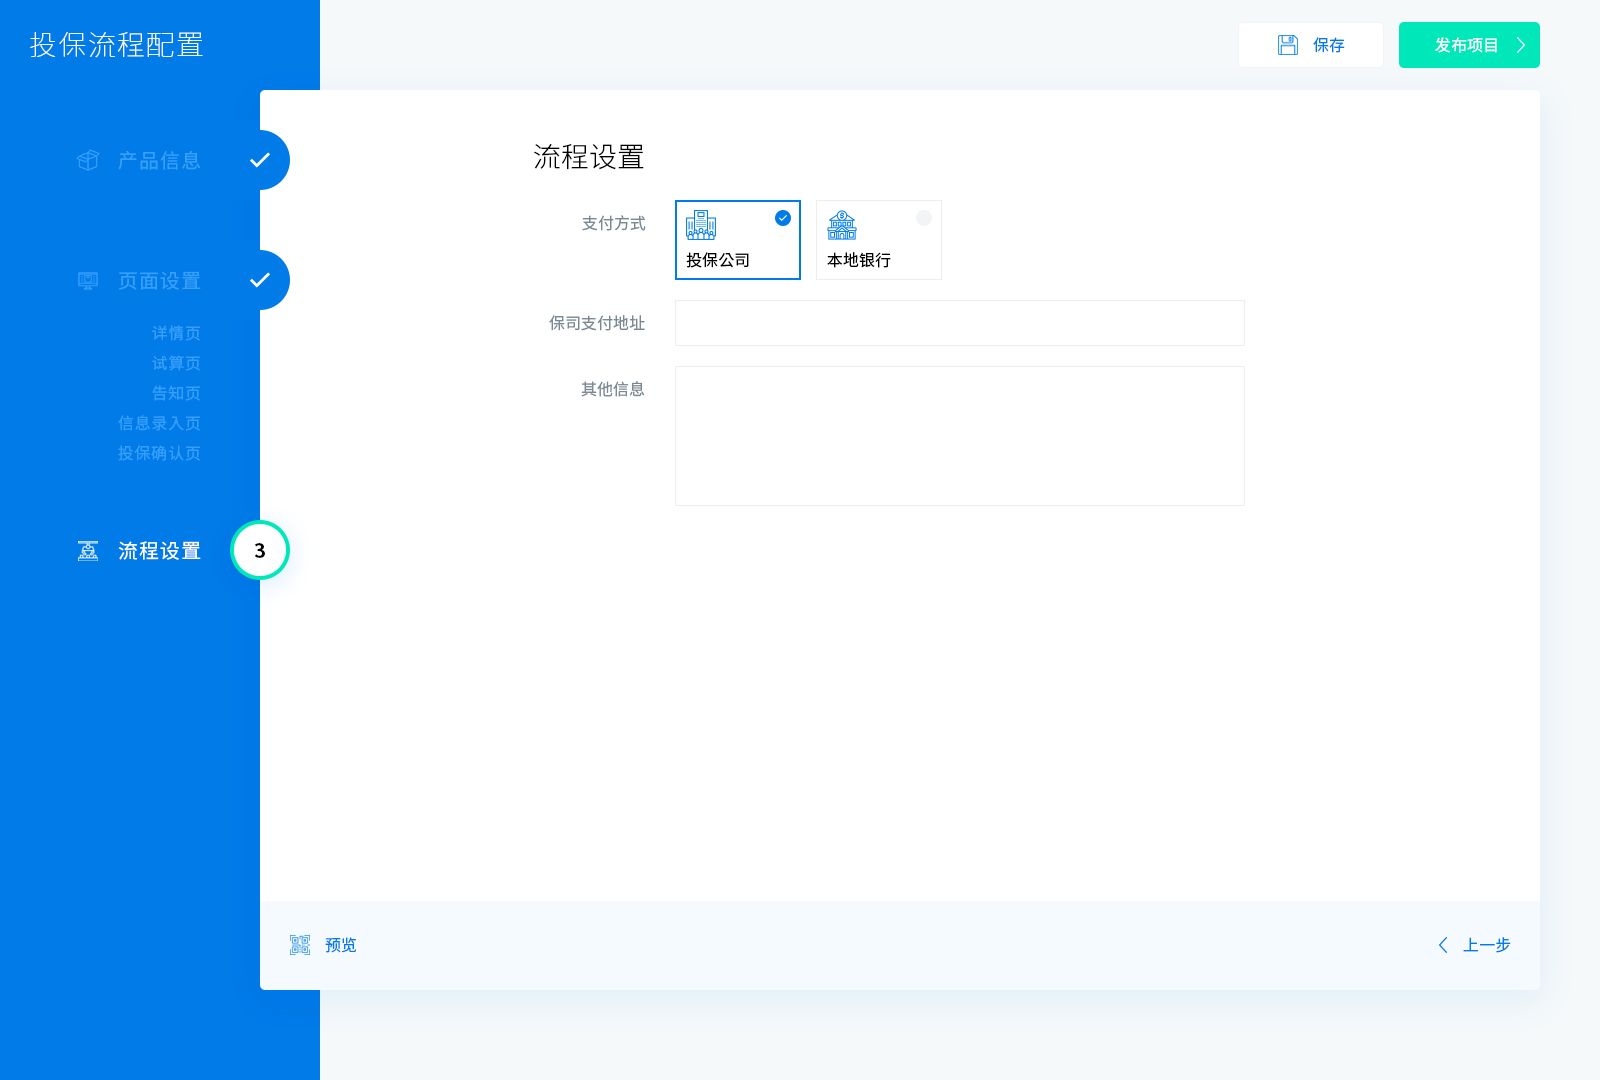 投保流程配置
保存
发布项目
产品信息
页面设置
详情页
试算页
告知页
信息录入页
投保确认页
流程设置
3
流程设置
支付方式
投保公司
本地银行
保司支付地址
其他信息
预览
上一步